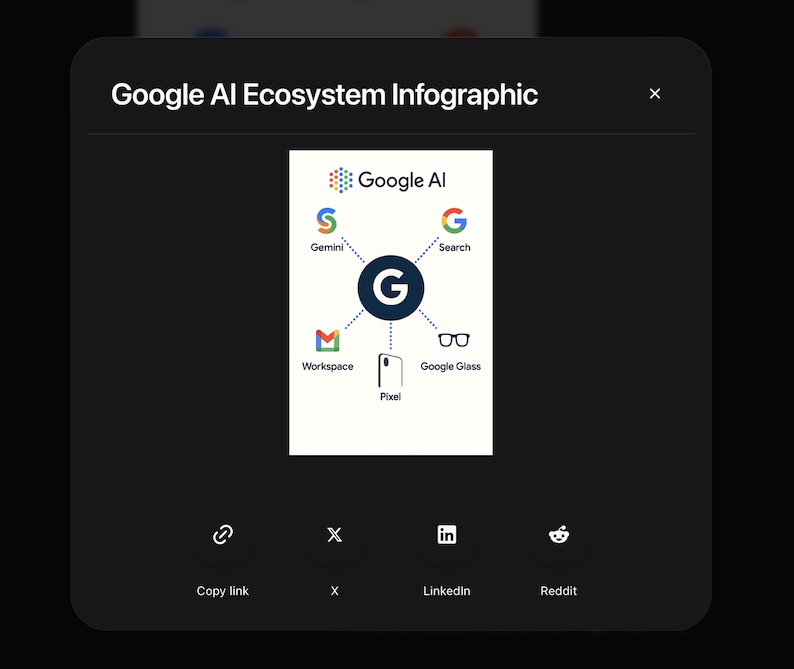 Google AI Ecosystem Infographic
Google AI
Gemini
Search
G
Workspace
Google Glass
Pixel
Copy link
X
LinkedIn
Reddit